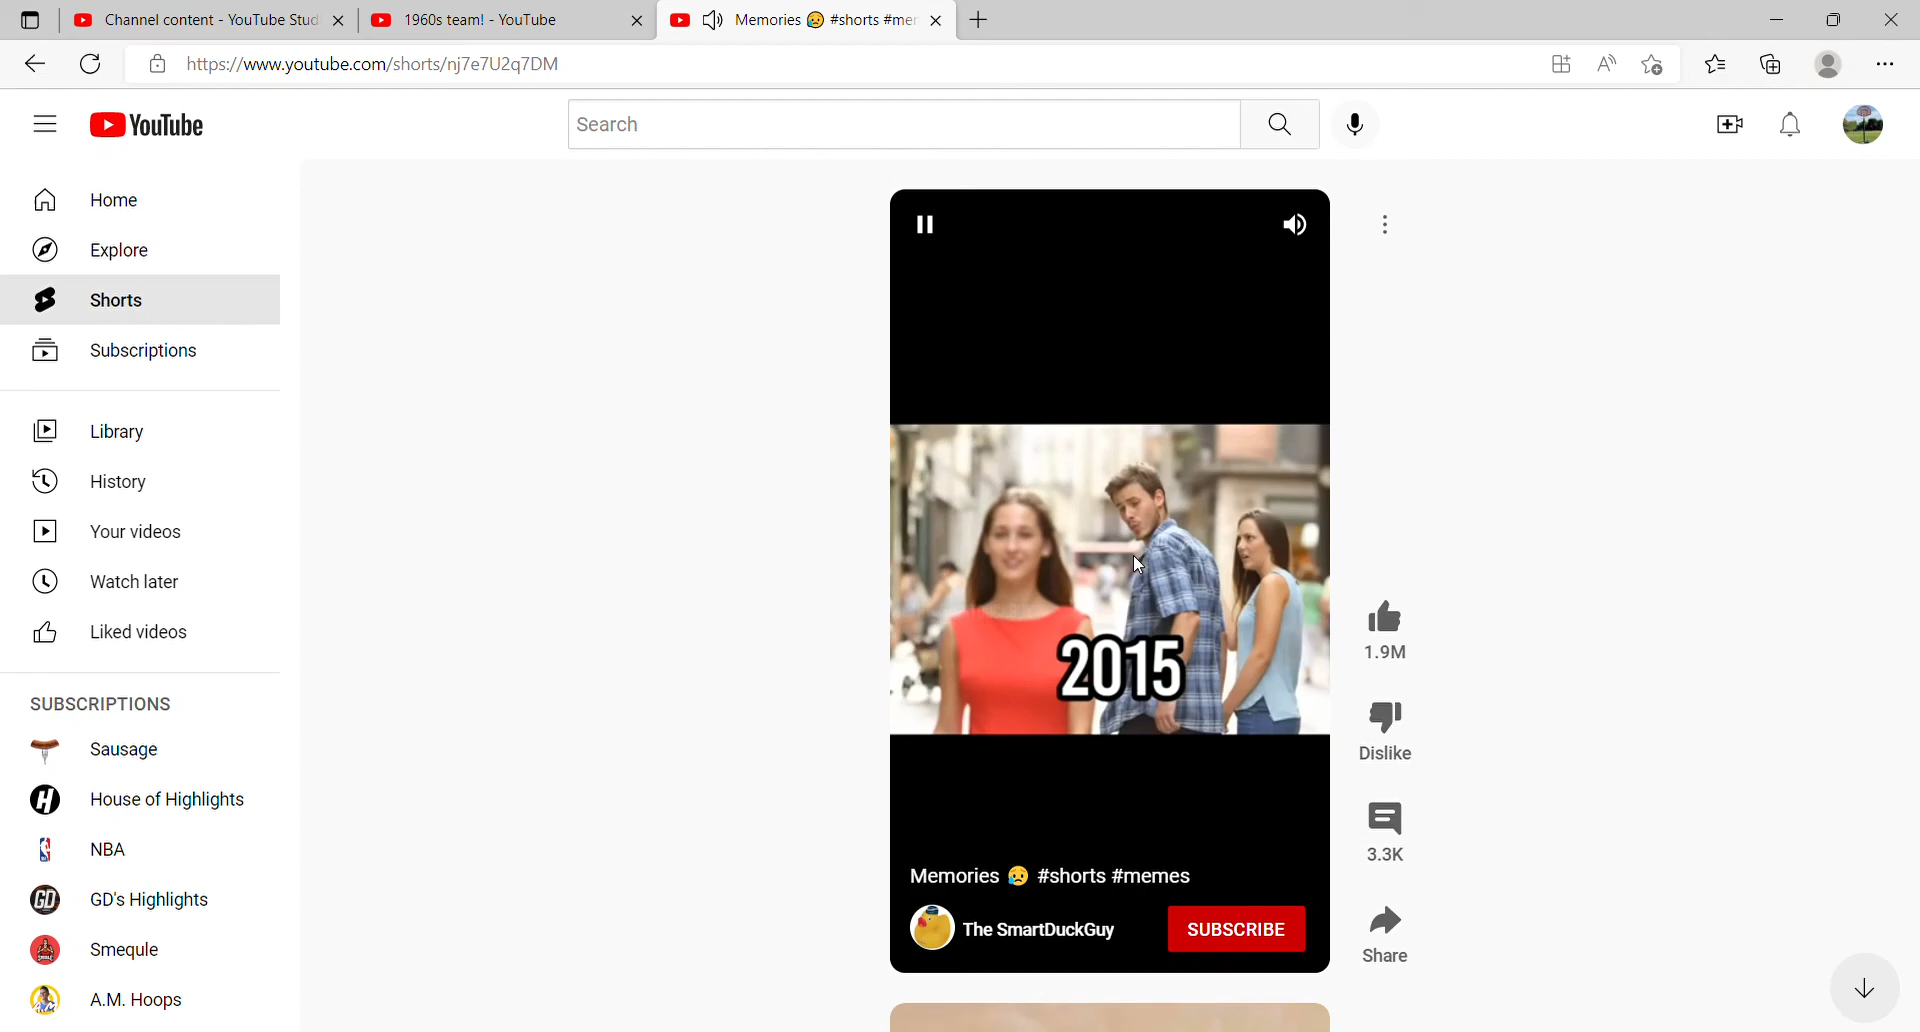 Channel content - YouTube Stud
1960s team! - YouTube
Memories 😥 #shorts #mer
https://www.youtube.com/shorts/nj7e7U2q7DM
YouTube
Search
Home
Explore
Shorts
Subscriptions
Library
History
Your videos
Watch later
Liked videos
SUBSCRIPTIONS
Sausage
House of Highlights
NBA
GD's Highlights
Smequle
A.M. Hoops
2015
Memories 😥 #shorts #memes
The SmartDuckGuy
SUBSCRIBE
1.9M
Dislike
3.3K
Share